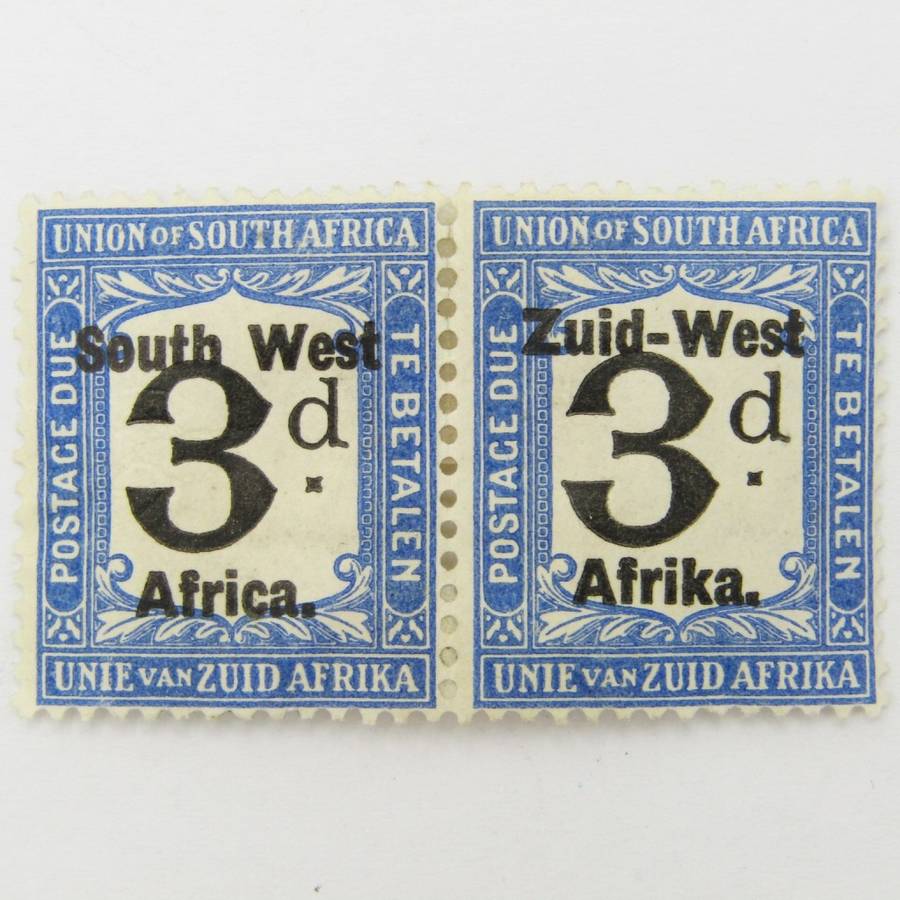 UNION OF SOUTH AFRICA
POSTAGE DUE
South West
3d.
TE BETALEN
Africa.
UNIE VAN ZUID AFRIKA
UNION OF SOUTH AFRICA
POSTAGE DUE
Zuid-West
3d.
TE BETALEN
Afrika.
UNIE VAN ZUID AFRIKA